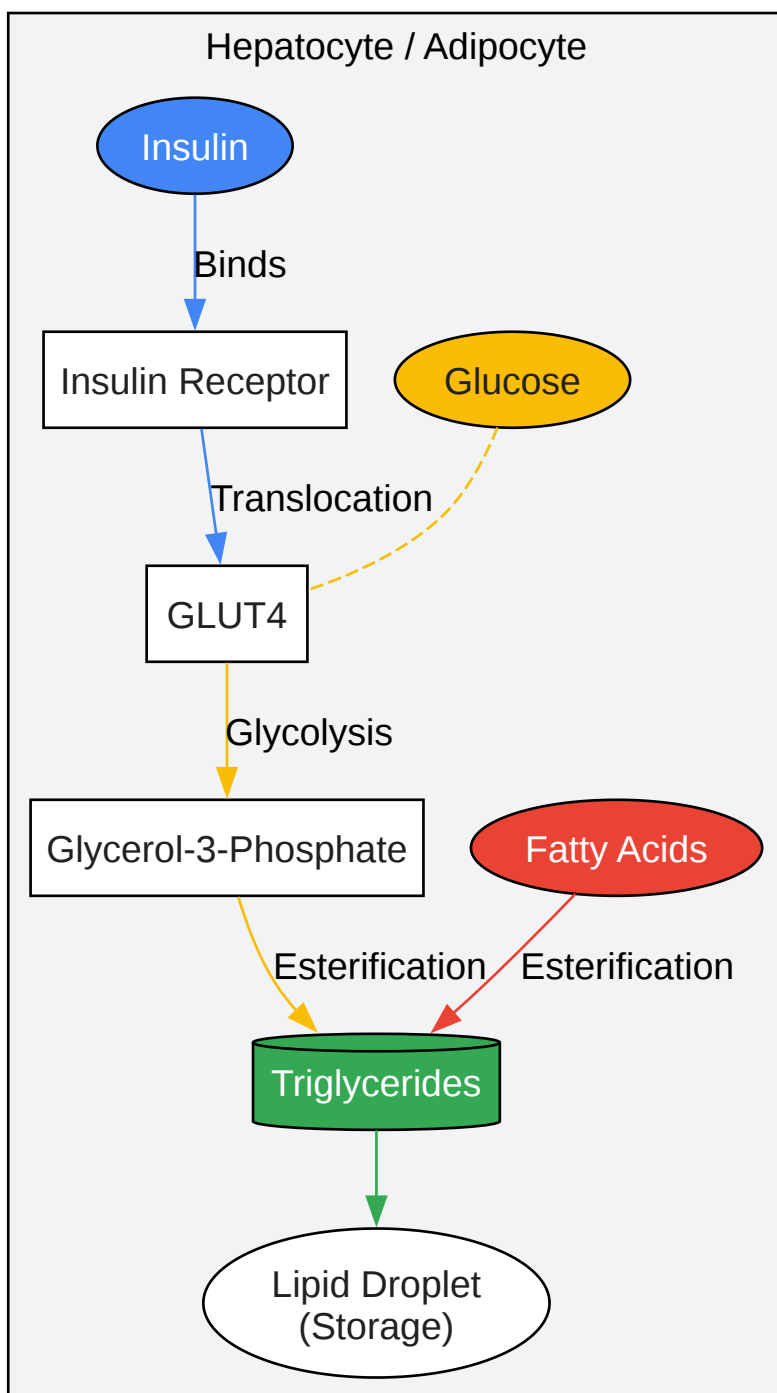 Hepatocyte / Adipocyte
Insulin
Binds
Insulin Receptor
Glucose
Translocation
GLUT4
Glycolysis
Glycerol-3-Phosphate
Fatty Acids
Esterification
Esterification
Triglycerides
Lipid Droplet
(Storage)